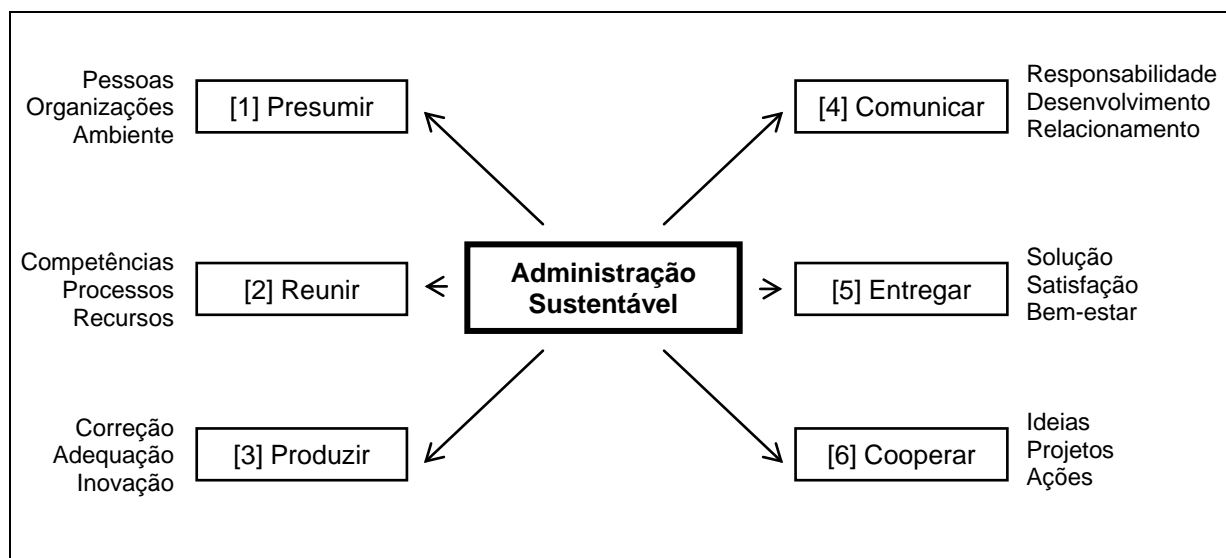 Pessoas
Organizações
Ambiente
[1] Presumir
[4] Comunicar
Responsabilidade
Desenvolvimento
Relacionamento
Competências
Processos
Recursos
[2] Reunir
Administração
Sustentável
[5] Entregar
Solução
Satisfação
Bem-estar
Correção
Adequação
Inovação
[3] Produzir
[6] Cooperar
Ideias
Projetos
Ações